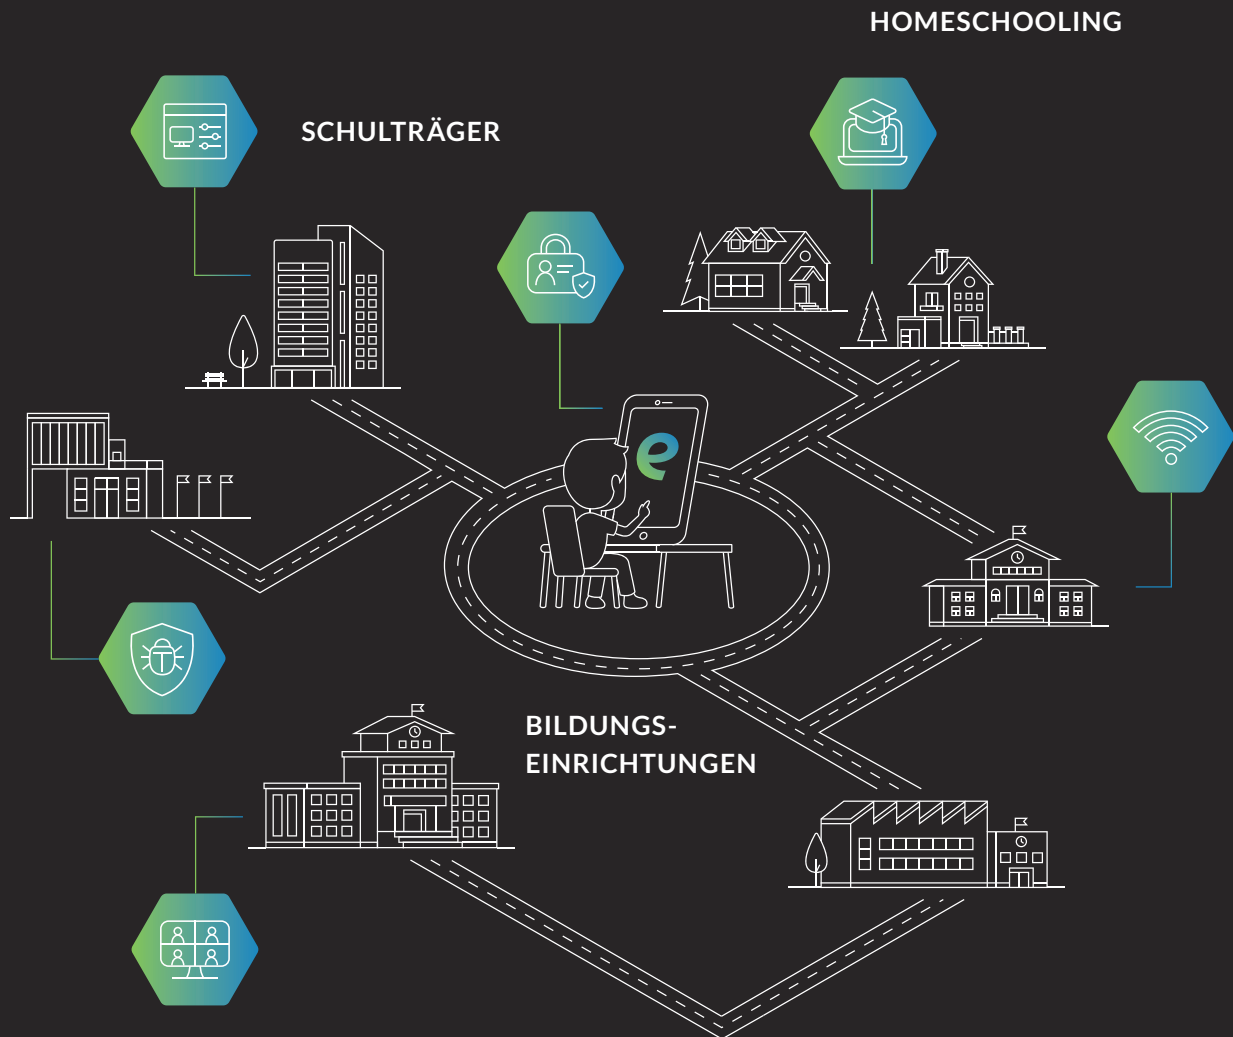 HOMESCHOOLING
SCHULTRÄGER
e
BILDUNGS-
EINRICHTUNGEN